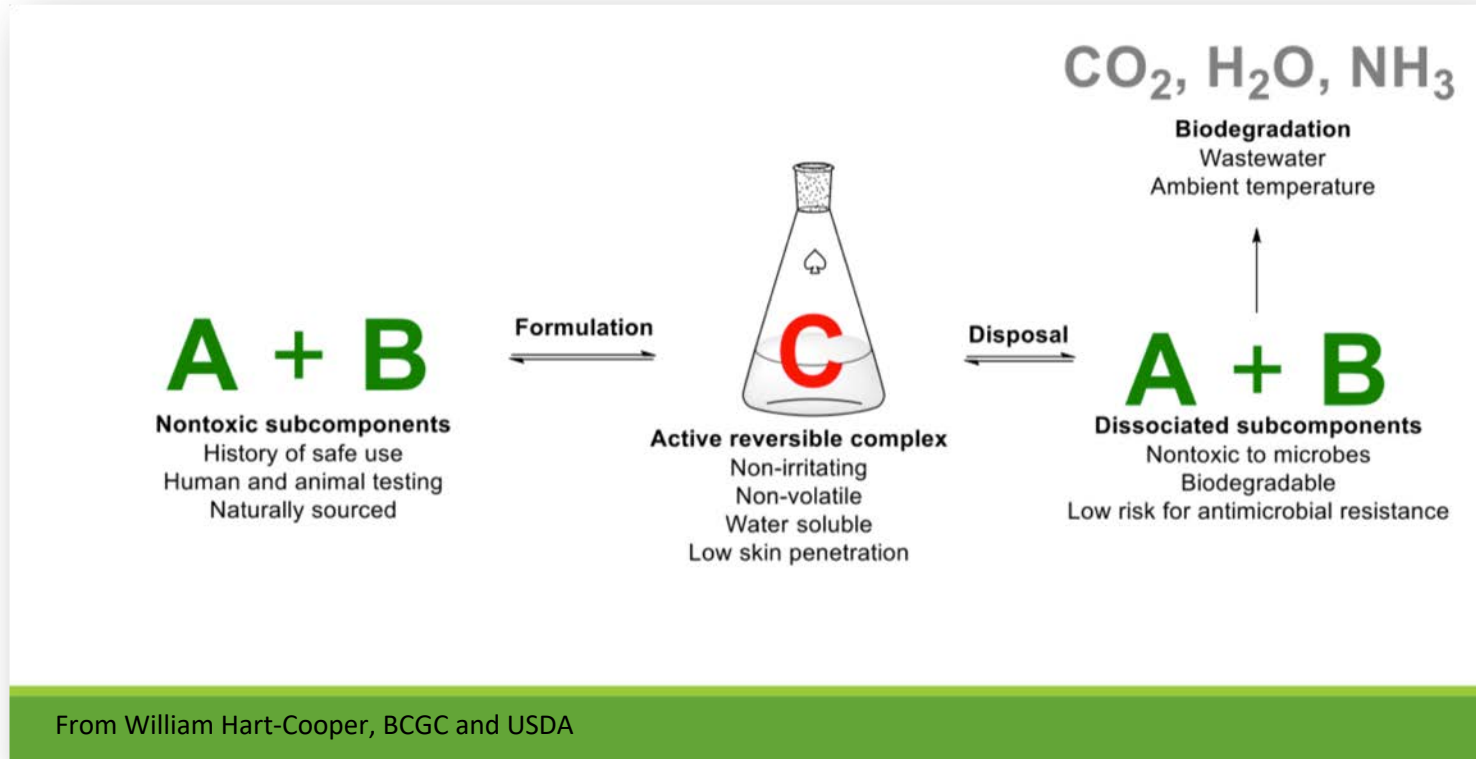 A + B
Nontoxic subcomponents
History of safe use
Human and animal testing
Naturally sourced
Formulation
C
Active reversible complex
Non-irritating
Non-volatile
Water soluble
Low skin penetration
Disposal
CO₂, H₂O, NH₃
Biodegradation
Wastewater
Ambient temperature
A + B
Dissociated subcomponents
Nontoxic to microbes
Biodegradable
Low risk for antimicrobial resistance
From William Hart-Cooper, BCGC and USDA